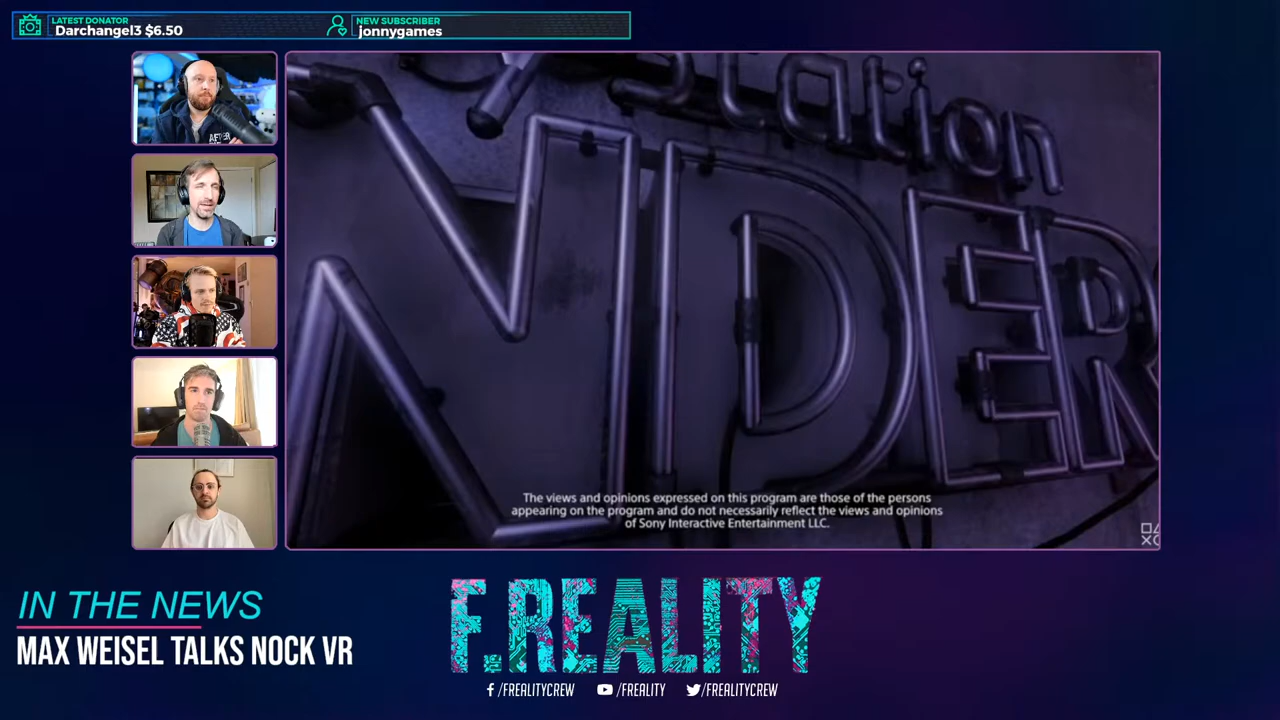 LATEST DONATOR
Darchangel3 $6.50
NEW SUBSCRIBER
jonnygames
AFTER
station
NDER
The views and opinions expressed on this program are those of the persons
appearing on the program and do not necessarily reflect the views and opinions
of Sony Interactive Entertainment LLC.
IN THE NEWS
MAX WEISEL TALKS NOCK VR
F.REALITY
/FREALITYCREW
/FREALITY
/FREALITYCREW